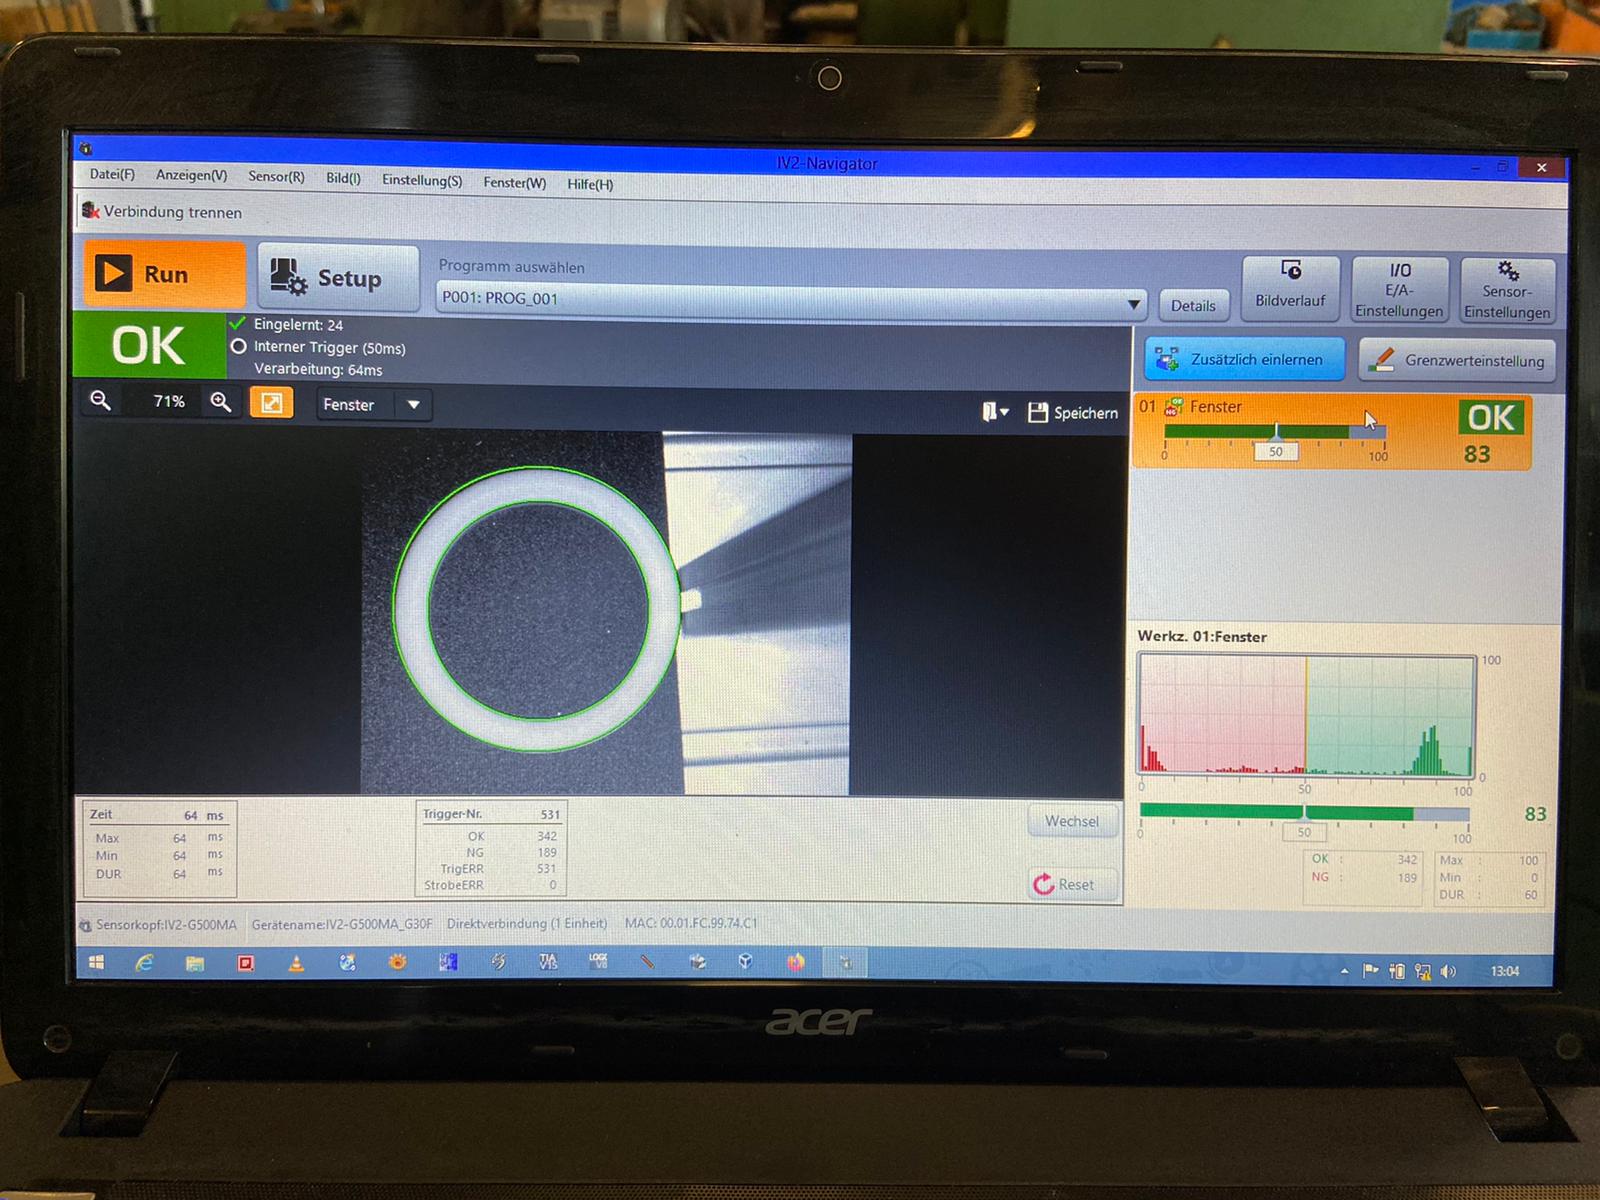 IV2-Navigator
Datei(F) Anzeigen(V) Sensor(R) Bild(I) Einstellung(S) Fenster(W) Hilfe(H)
Verbindung trennen
Run
Setup
Programm auswählen
P001: PROG_001
Details
Bildverlauf
I/O
E/A-
Einstellungen
Sensor-
Einstellungen
OK
Eingelernt: 24
Interner Trigger (50ms)
Verarbeitung: 64ms
Zusätzlich einlernen
Grenzwerteinstellung
71%
Fenster
Speichern
01 Fenster
OK
0 50 100
83
Werkz. 01:Fenster
100
0
0 50 100
83
0 50 100
OK : 342
NG : 189
Max : 100
Min : 0
DUR : 60
Zeit 64 ms
Max 64 ms
Min 64 ms
DUR 64 ms
Trigger-Nr. 531
OK 342
NG 189
TrigERR 531
StrobeERR 0
Wechsel
Reset
Sensorkopf:IV2-G500MA Gerätename:IV2-G500MA_G30F Direktverbindung (1 Einheit) MAC: 00.01.FC.99.74.C1
TIA
V15
13:04
acer